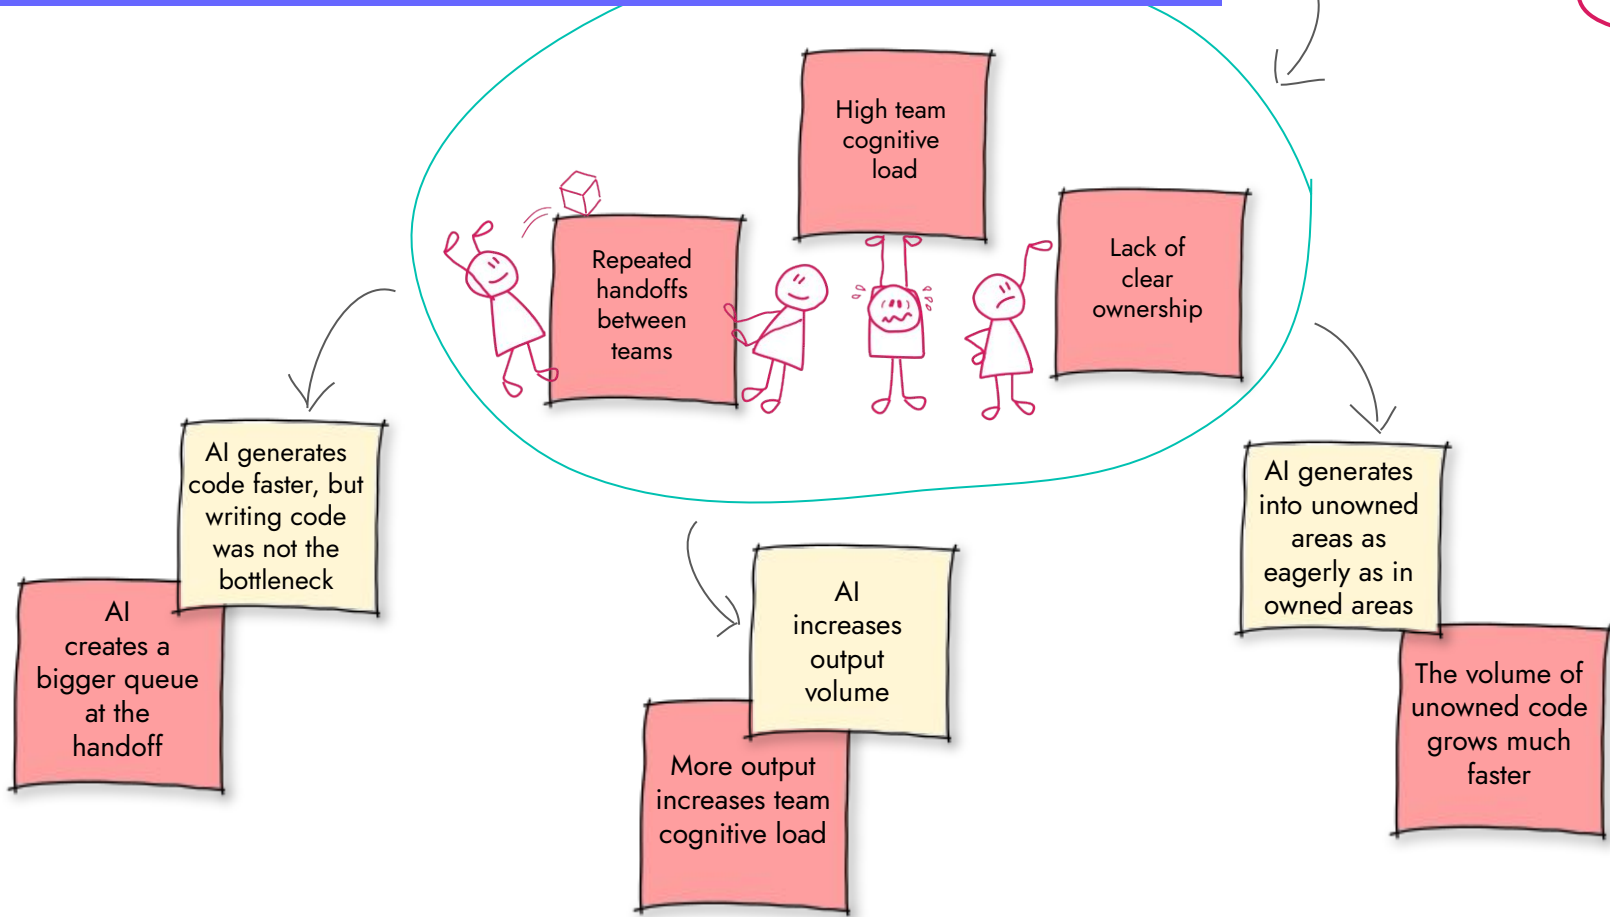 High team
cognitive
load
Repeated
handoffs
between
teams
Lack of
clear
ownership
AI generates
code faster, but
writing code
was not the
bottleneck
AI
creates a
bigger queue
at the
handoff
AI
increases
output
volume
More output
increases team
cognitive load
AI generates
into unowned
areas as
eagerly as in
owned areas
The volume of
unowned code
grows much
faster